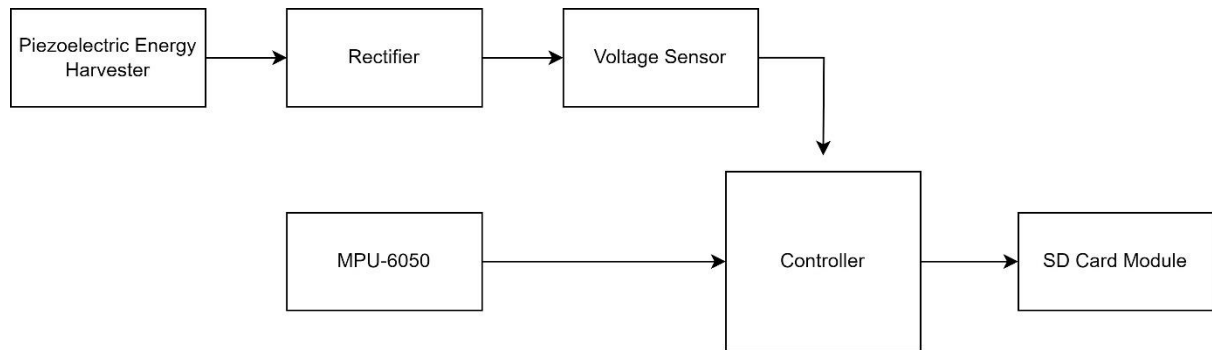 Piezoelectric Energy
Harvester
Rectifier
Voltage Sensor
MPU-6050
Controller
SD Card Module